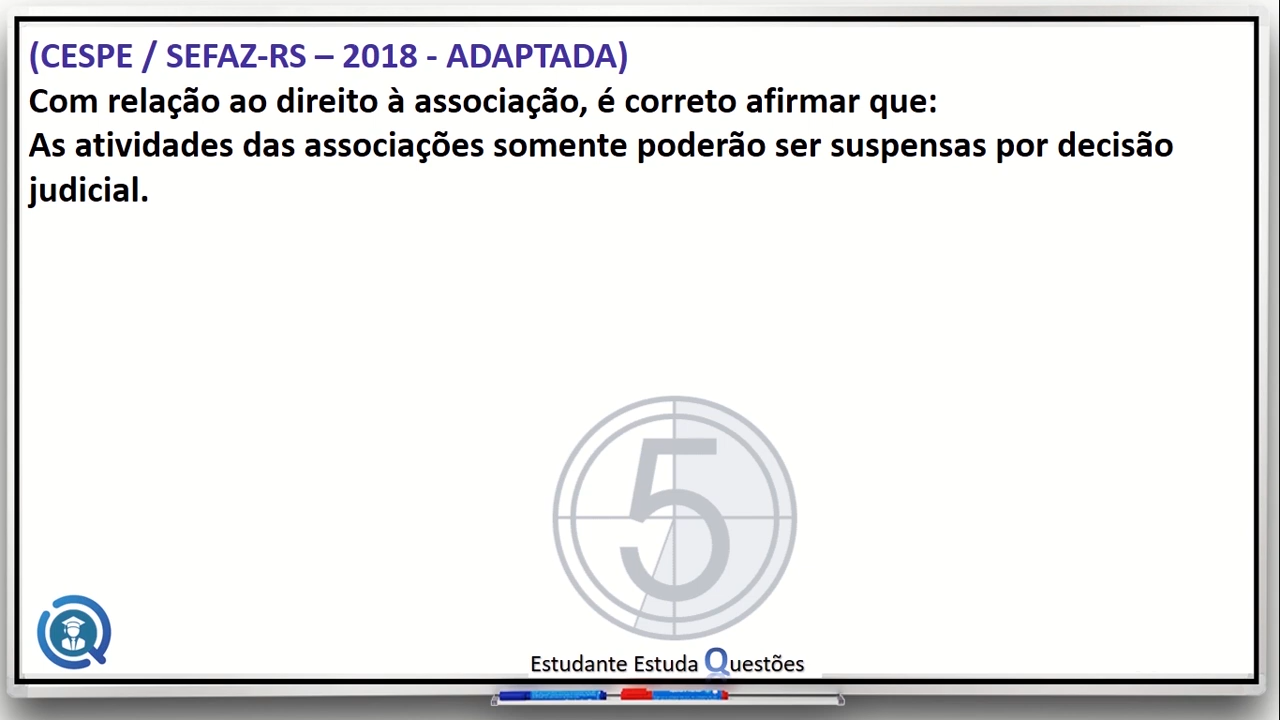 (CESPE / SEFAZ-RS – 2018 - ADAPTADA)
Com relação ao direito à associação, é correto afirmar que:
As atividades das associações somente poderão ser suspensas por decisão
judicial.
5
Estudante Estuda Questões